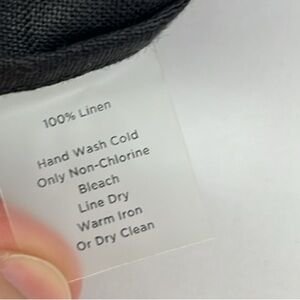 100% Linen
Hand Wash Cold
Only Non-Chlorine
Bleach
Line Dry
Warm Iron
Or Dry Clean